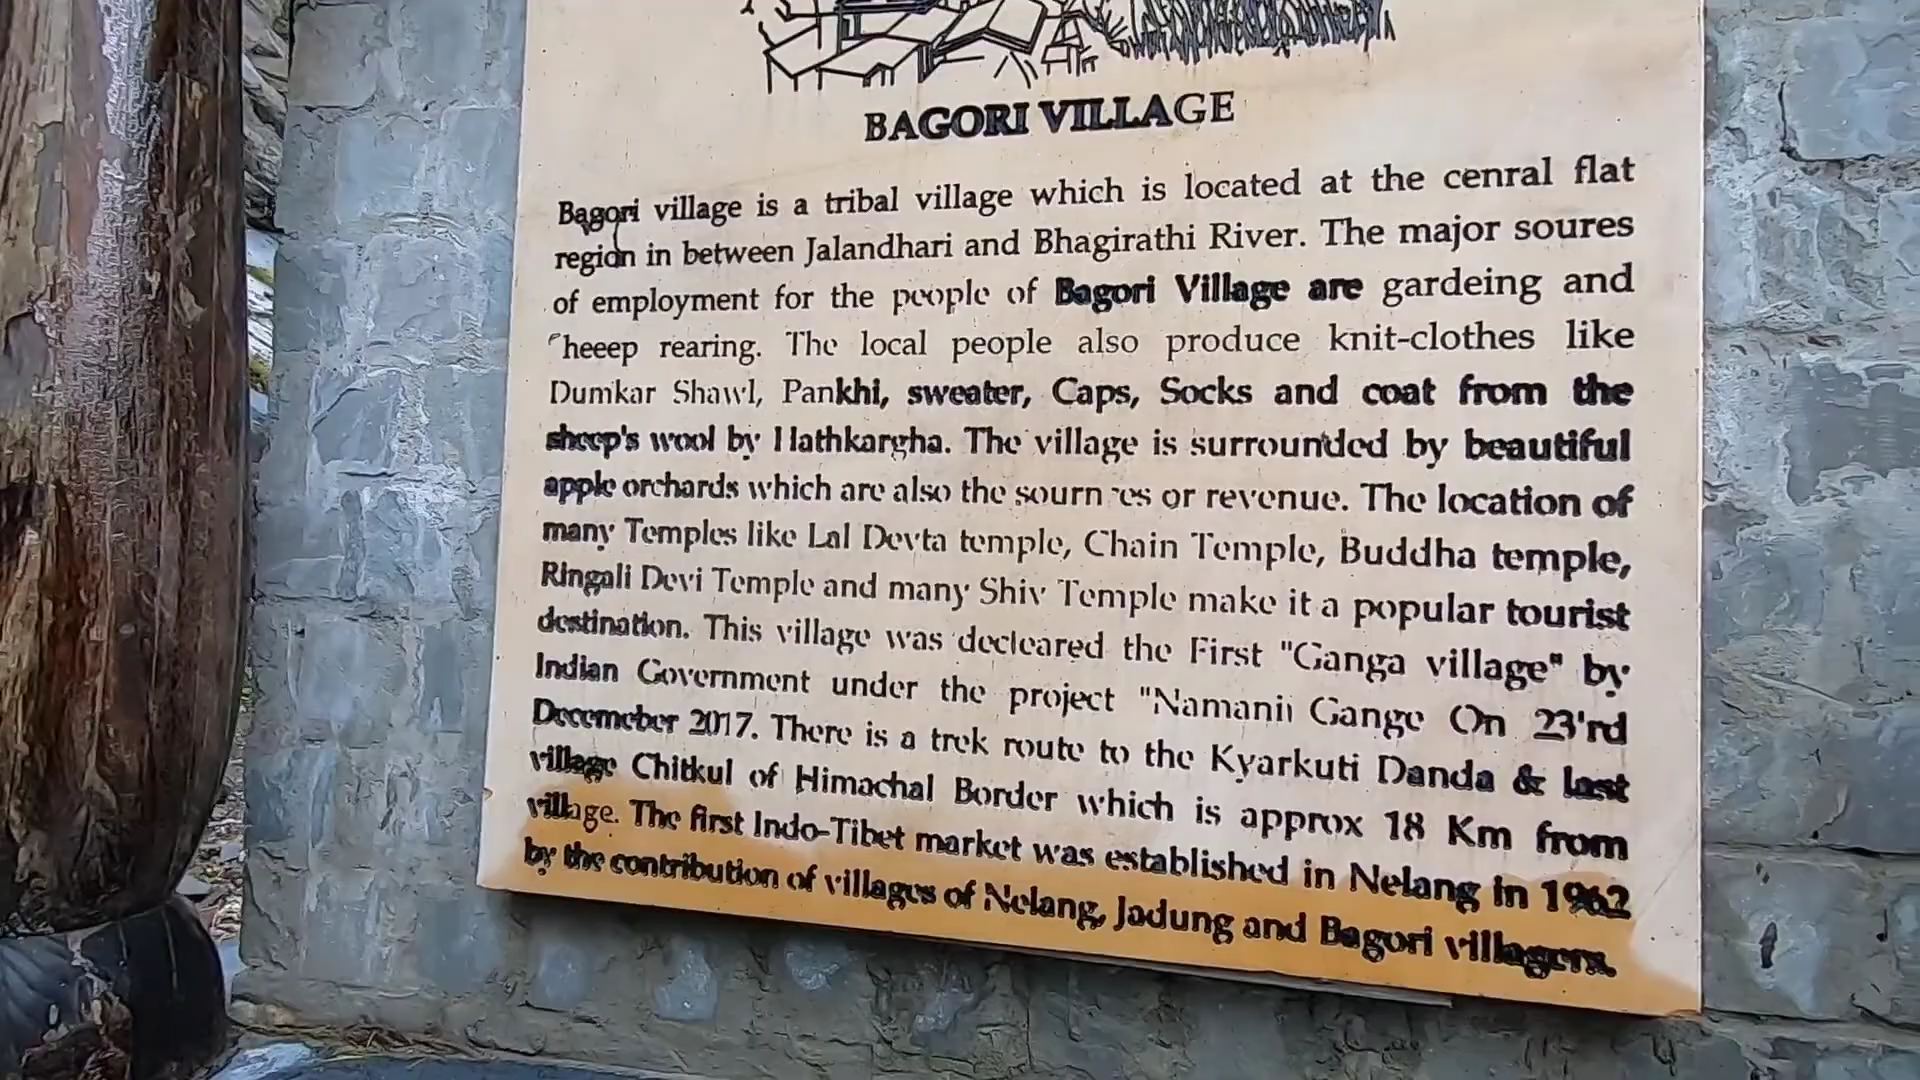 BAGORI VILLAGE
Bagori village is a tribal village which is located at the cenral flat
region in between Jalandhari and Bhagirathi River. The major soures
of employment for the people of Bagori Village are gardeing and
heeep rearing. The local people also produce knit-clothes like
Dumkar Shawl, Pankhi, sweater, Caps, Socks and coat from the
sheep's wool by Hathkargha. The village is surrounded by beautiful
apple orchards which are also the or revenue. The location of
many Temples like Lal Devta temple, Chain Temple, Buddha temple,
Ringali Devi Temple and many Shiv Temple make it a popular tourist
destination. This village was decleared the First "Ganga village" by
Indian Government under the project "Namanii Gange On 23'rd
Decemeber 2017. There is a trek route to the Kyarkuti Danda & last
village Chitkul of Himachal Border which is approx 18 Km from
village. The first Indo-Tibet market was established in Nelang in 1962
by the contribution of villages of Nelang, Jadung and Bagori villagers.